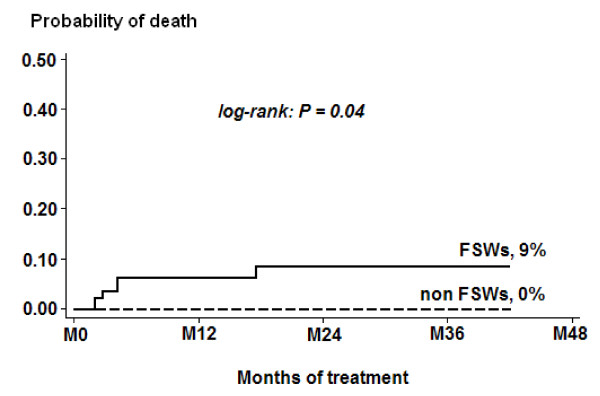 Probability of death
0.50
0.40
log-rank: P = 0.04
0.30
0.20
0.10
FSWs, 9%
non FSWs, 0%
0.00
M0 M12 M24 M36 M48
Months of treatment